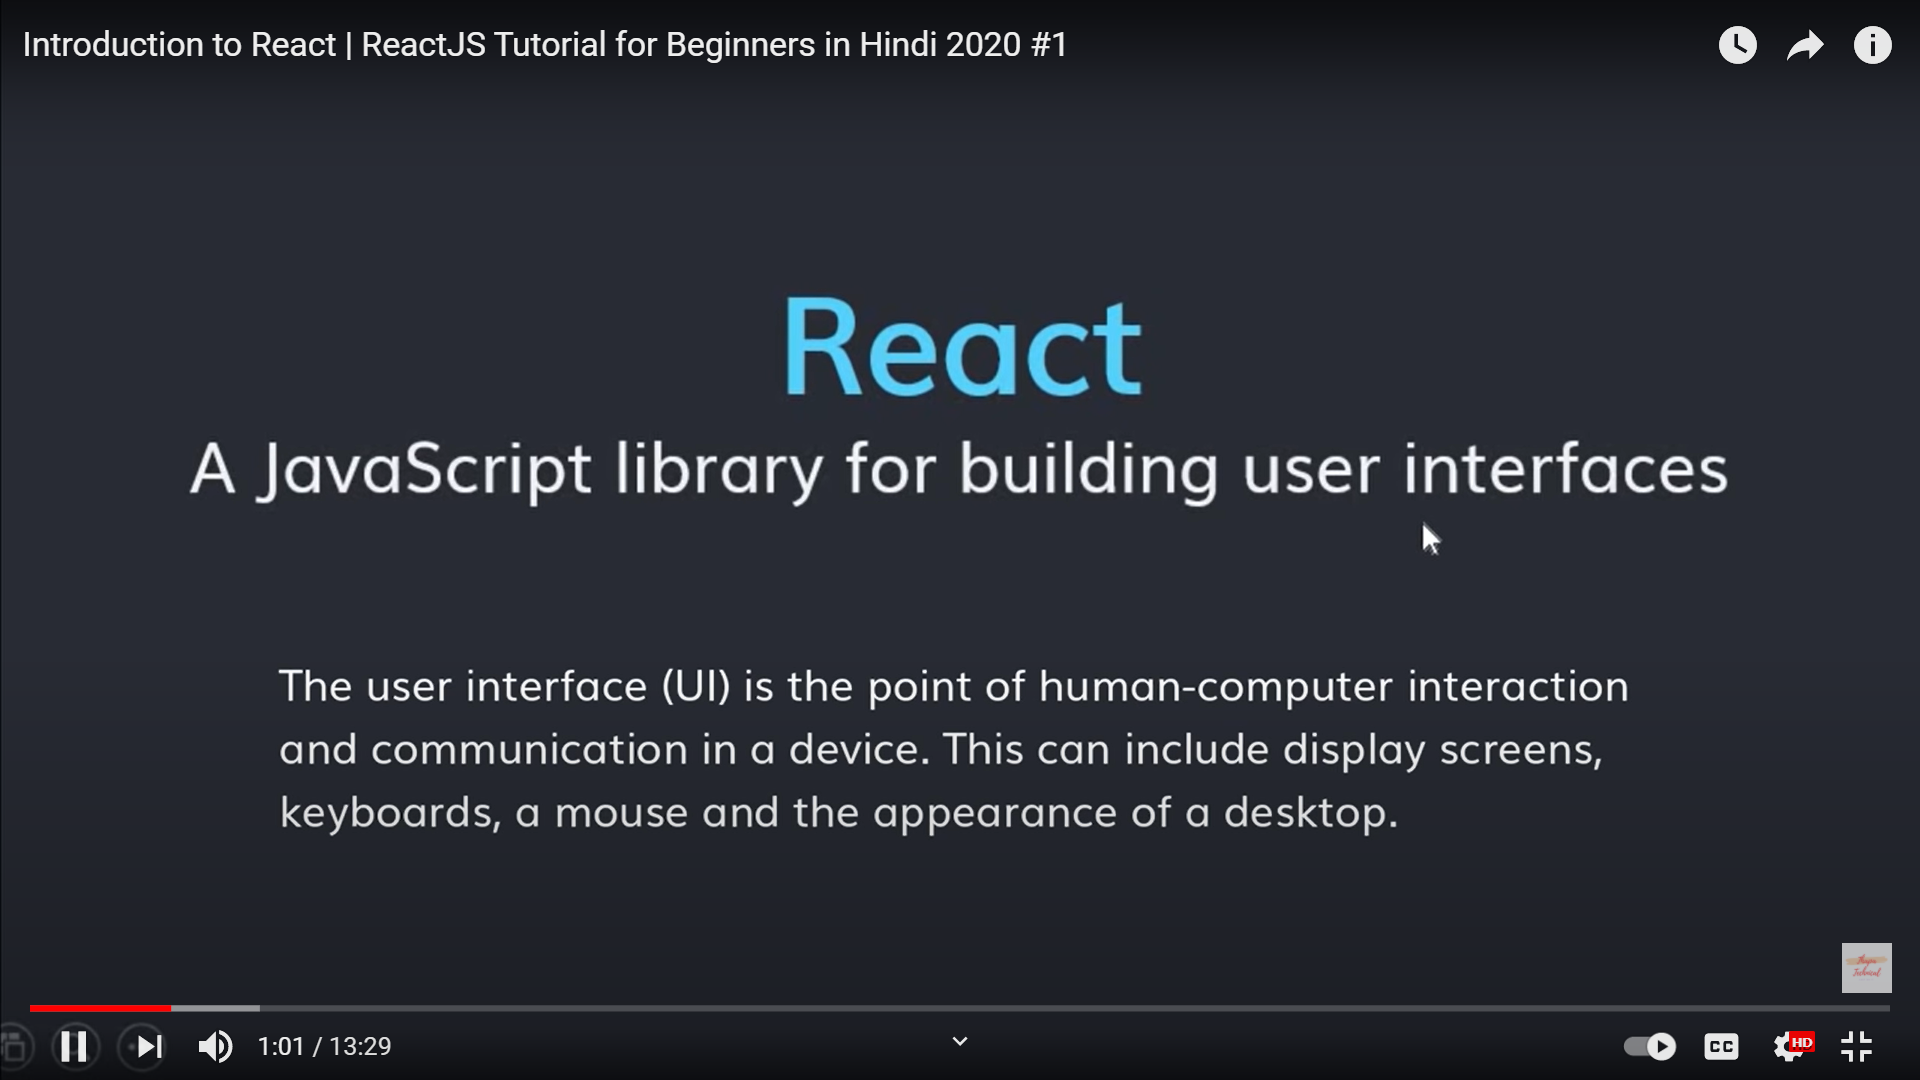 Introduction to React | ReactJS Tutorial for Beginners in Hindi 2020 #1
React
A JavaScript library for building user interfaces
The user interface (UI) is the point of human-computer interaction
and communication in a device. This can include display screens,
keyboards, a mouse and the appearance of a desktop.
Technical
1:01 / 13:29
CC
HD